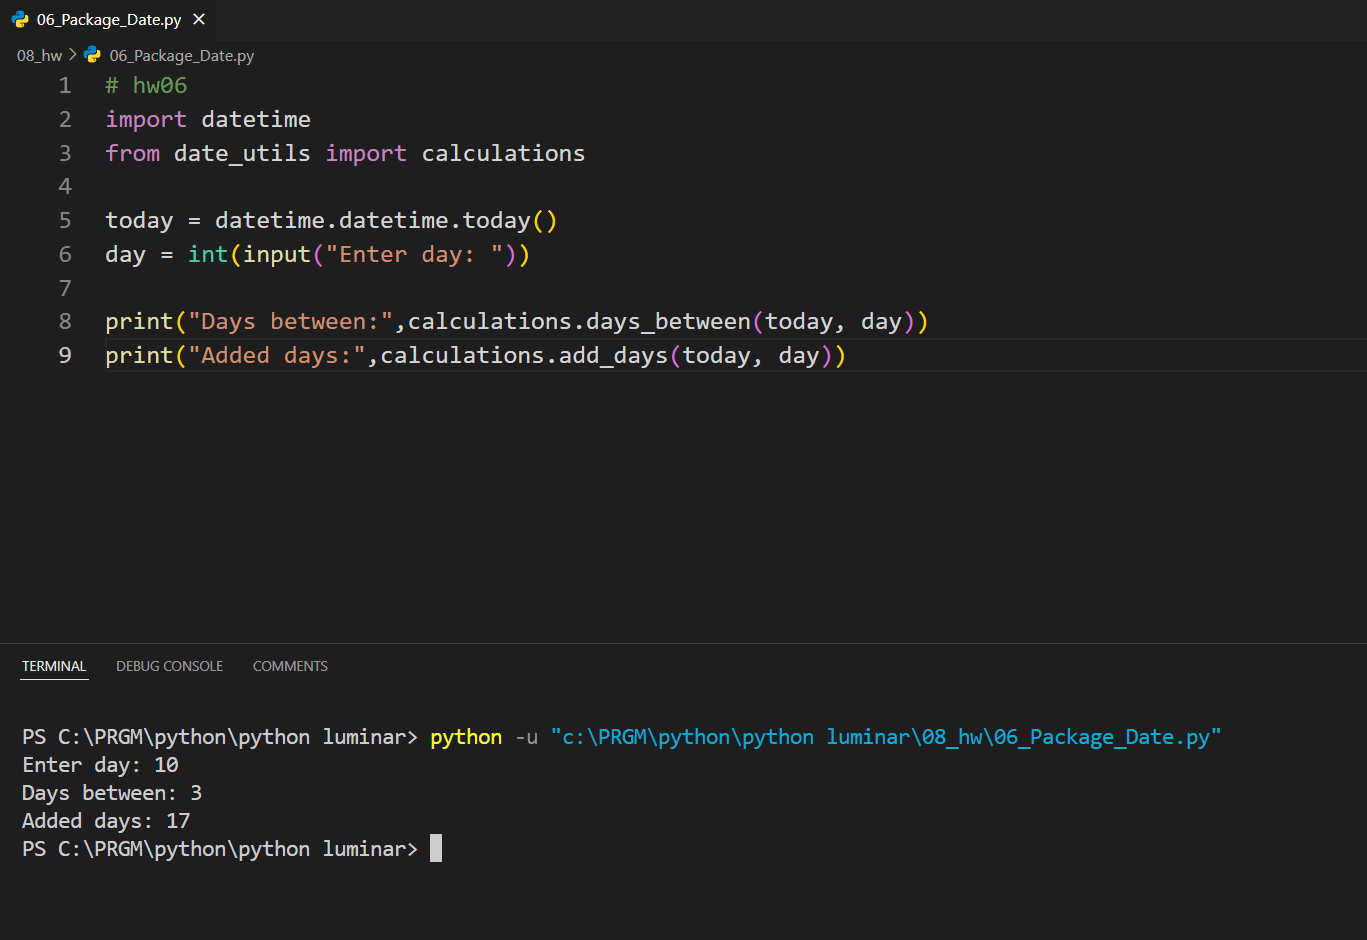 06_Package_Date.py ×
08_hw > 06_Package_Date.py
1 # hw06
2 import datetime
3 from date_utils import calculations
4
5 today = datetime.datetime.today()
6 day = int(input("Enter day: "))
7
8 print("Days between:",calculations.days_between(today, day))
9 print("Added days:",calculations.add_days(today, day))
TERMINAL DEBUG CONSOLE COMMENTS
PS C:\PRGM\python\python luminar> python -u "c:\PRGM\python\python luminar\08_hw\06_Package_Date.py"
Enter day: 10
Days between: 3
Added days: 17
PS C:\PRGM\python\python luminar>